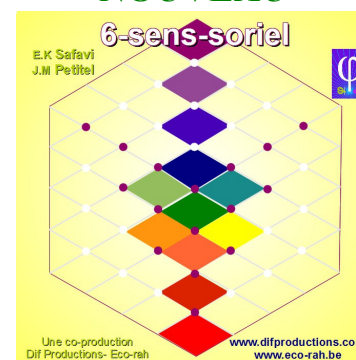 6-sens-soriel
E.K Safavi
J.M Petitel
φ
Une co-production
Dif Productions- Eco-rah
www.difproductions.co
www.eco-rah.be